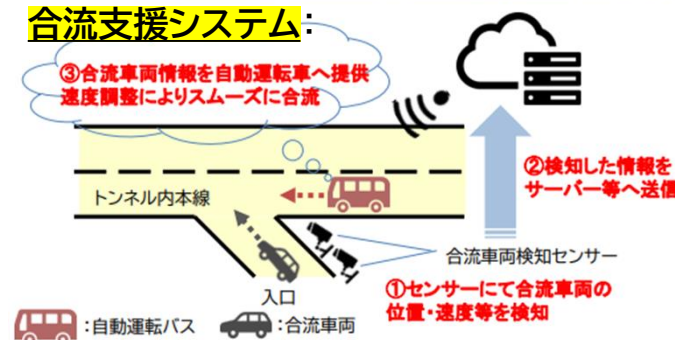 合流支援システム:
③合流車両情報を自動運転車へ提供
速度調整によりスムーズに合流
②検知した情報を
サーバー等へ送信
トンネル内本線
合流車両検知センサー
①センサーにて合流車両の
位置・速度等を検知
入口
:自動運転バス
:合流車両